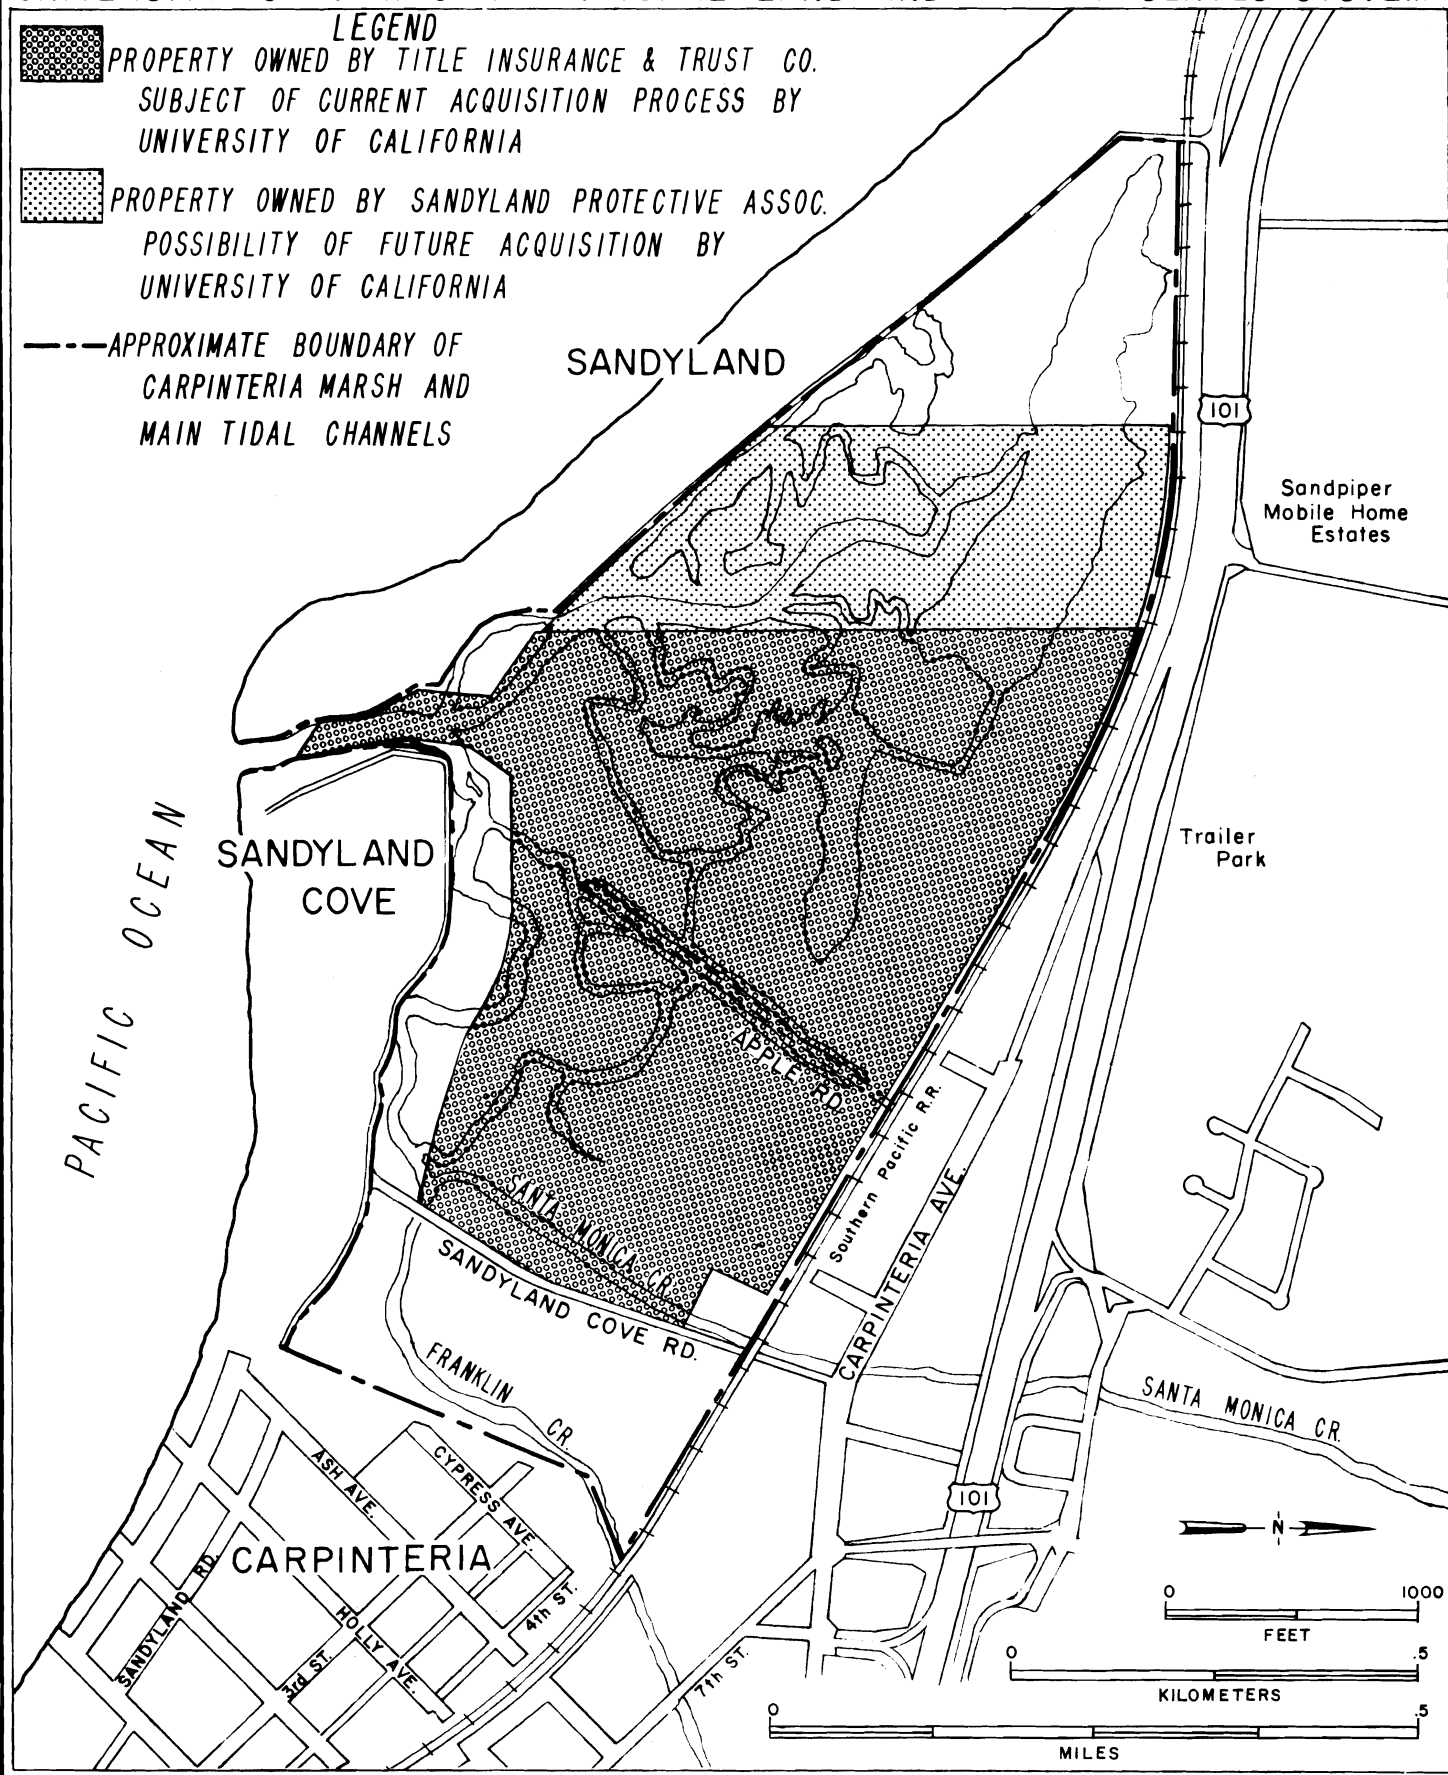 LEGEND
PROPERTY OWNED BY TITLE INSURANCE & TRUST CO.
SUBJECT OF CURRENT ACQUISITION PROCESS BY
UNIVERSITY OF CALIFORNIA
PROPERTY OWNED BY SANDYLAND PROTECTIVE ASSOC.
POSSIBILITY OF FUTURE ACQUISITION BY
UNIVERSITY OF CALIFORNIA
APPROXIMATE BOUNDARY OF
CARPINTERIA MARSH AND
MAIN TIDAL CHANNELS
SANDYLAND
101
Sandpiper
Mobile Home
Estates
Trailer
Park
SANDYLAND
COVE
PACIFIC OCEAN
APPLE RD.
Southern Pacific R.R.
CARPINTERIA AVE.
SANTA MONICA CR.
SANDYLAND COVE RD.
FRANKLIN CR.
SANTA MONICA CR.
ASH AVE.
CYPRESS AVE.
101
CARPINTERIA
SANDYLAND RD.
HOLLY AVE.
4th ST.
3rd ST.
7th ST.
N
0 1000
FEET
0 .5
KILOMETERS
0 .5
MILES